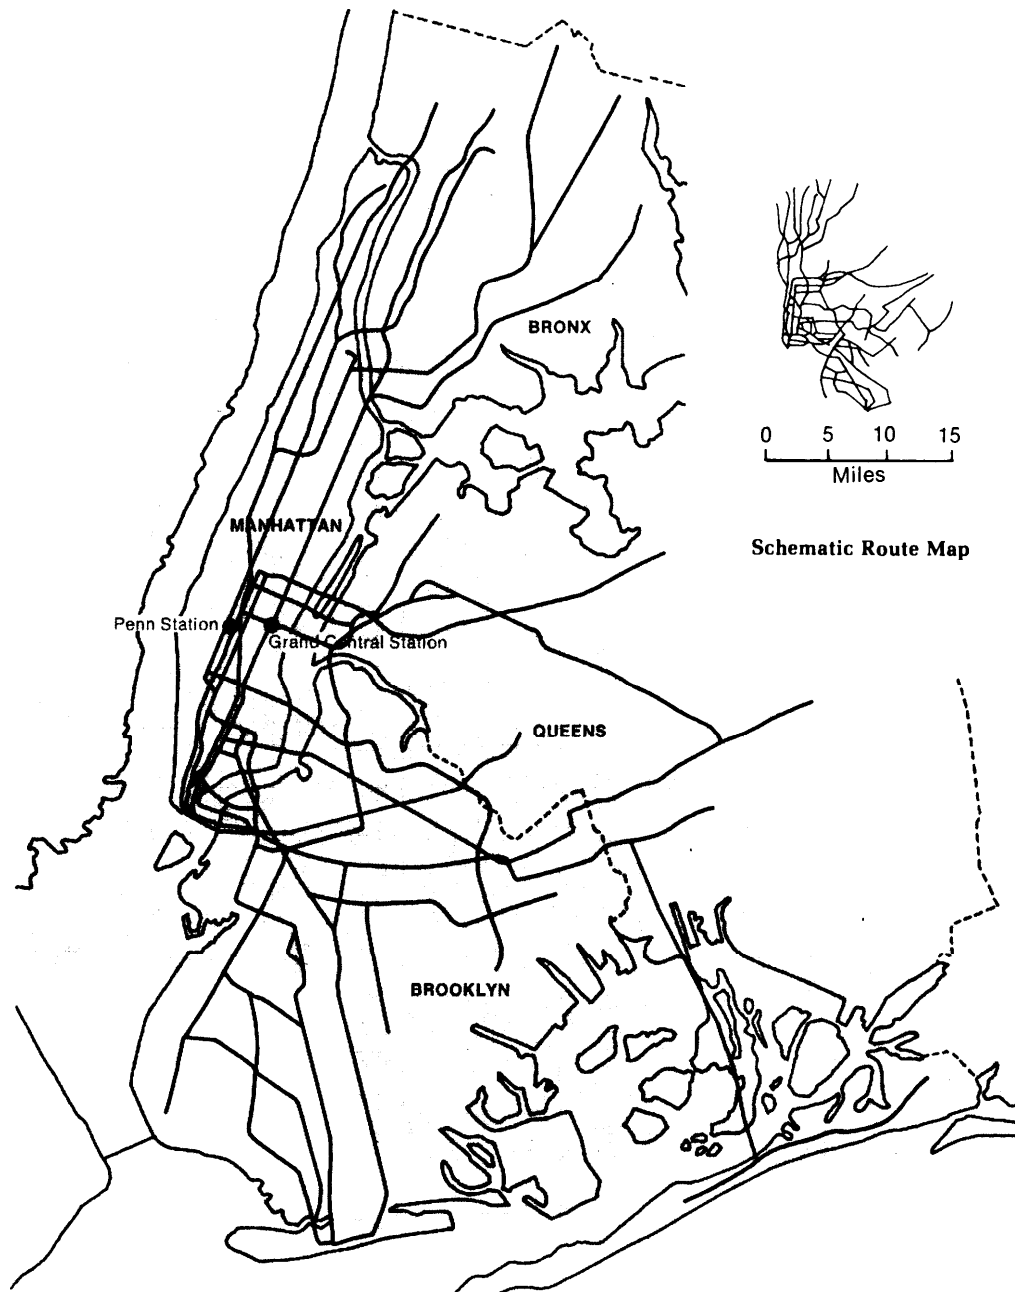 BRONX
0 5 10 15
Miles
MANHATTAN
Schematic Route Map
Penn Station
Grand Central Station
QUEENS
BROOKLYN